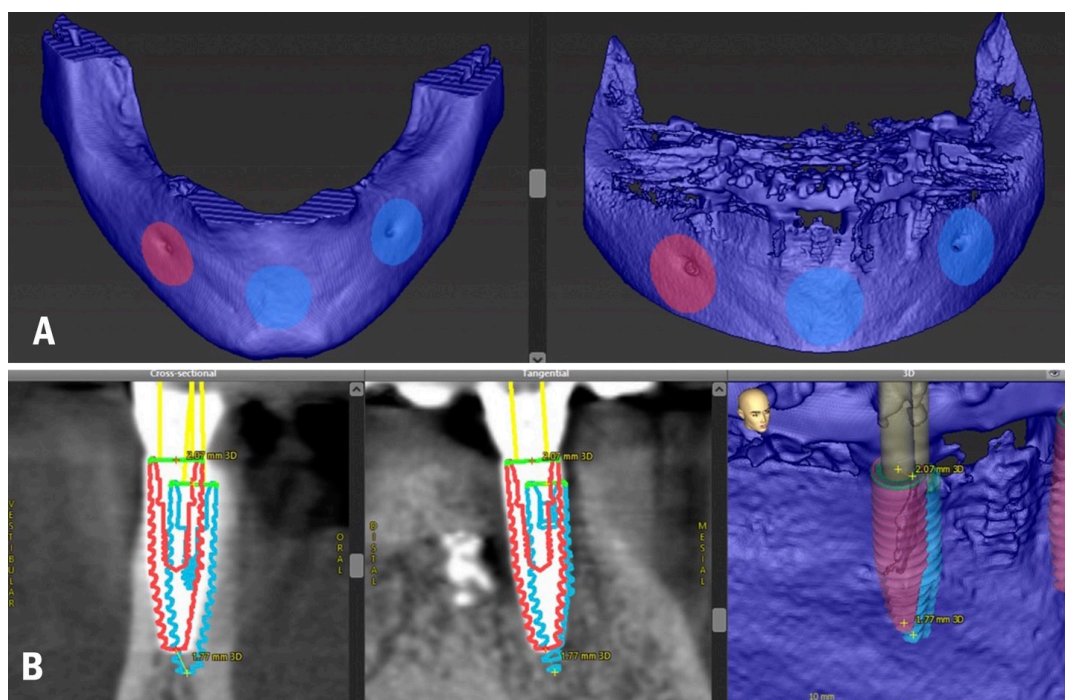 A
Cross-sectional
Tangential
3D
2.07 mm 3D
2.07 mm 3D
2.07 mm 3D
VESTIBULAR
ORAL
DISTAL
MESIAL
1.77 mm 3D
1.77 mm 3D
1.77 mm 3D
B
10 mm